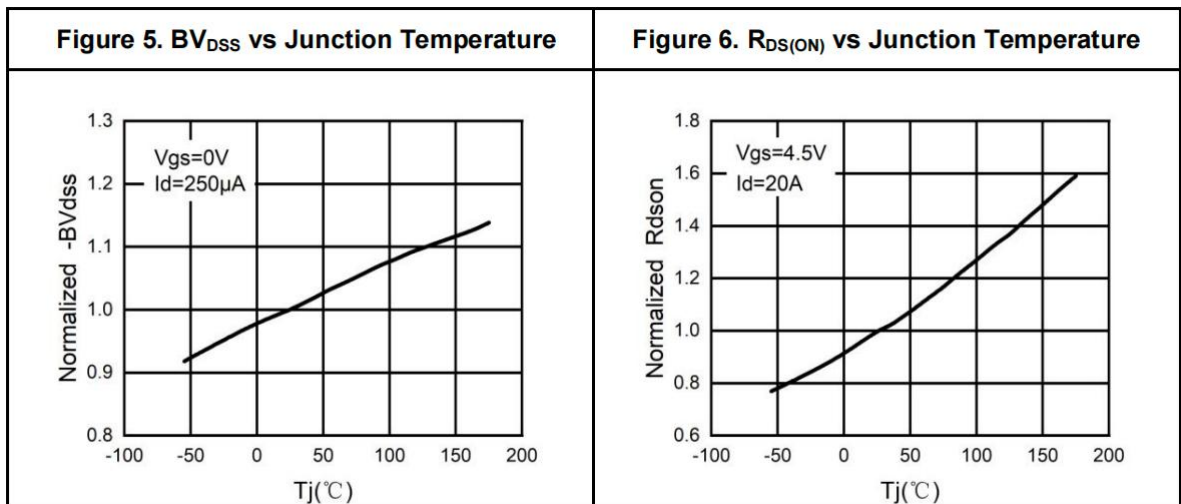 Figure 5. BVDSS vs Junction Temperature
Figure 6. RDS(ON) vs Junction Temperature
1.3
1.2
1.1
1.0
0.9
0.8
Normalized -BVdss
Vgs=0V
Id=250µA
-100 -50 0 50 100 150 200
Tj(℃)
1.8
1.6
1.4
1.2
1.0
0.8
0.6
Normalized Rdson
Vgs=4.5V
Id=20A
-100 -50 0 50 100 150 200
Tj(℃)